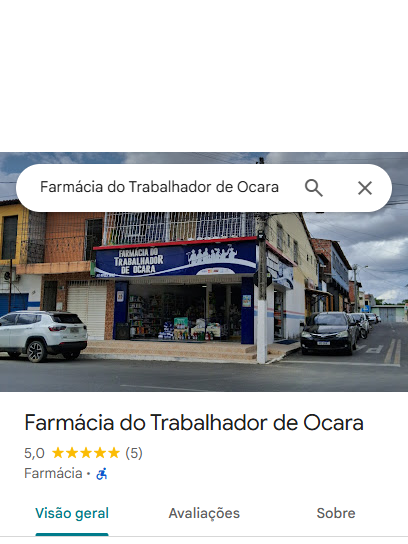 Farmácia do Trabalhador de Ocara
FARMÁCIA DO
TRABALHADOR
DE OCARA
Farmácia do Trabalhador de Ocara
5,0 ★★★★★ (5)
Farmácia ·
Visão geral Avaliações Sobre